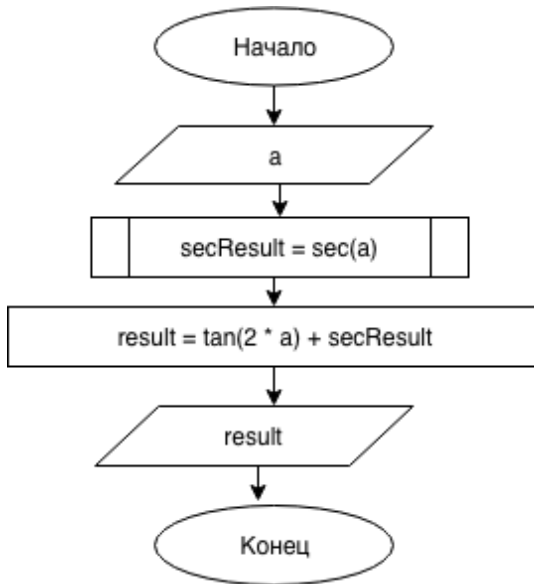 Начало
a
secResult = sec(a)
result = tan(2 * a) + secResult
result
Конец